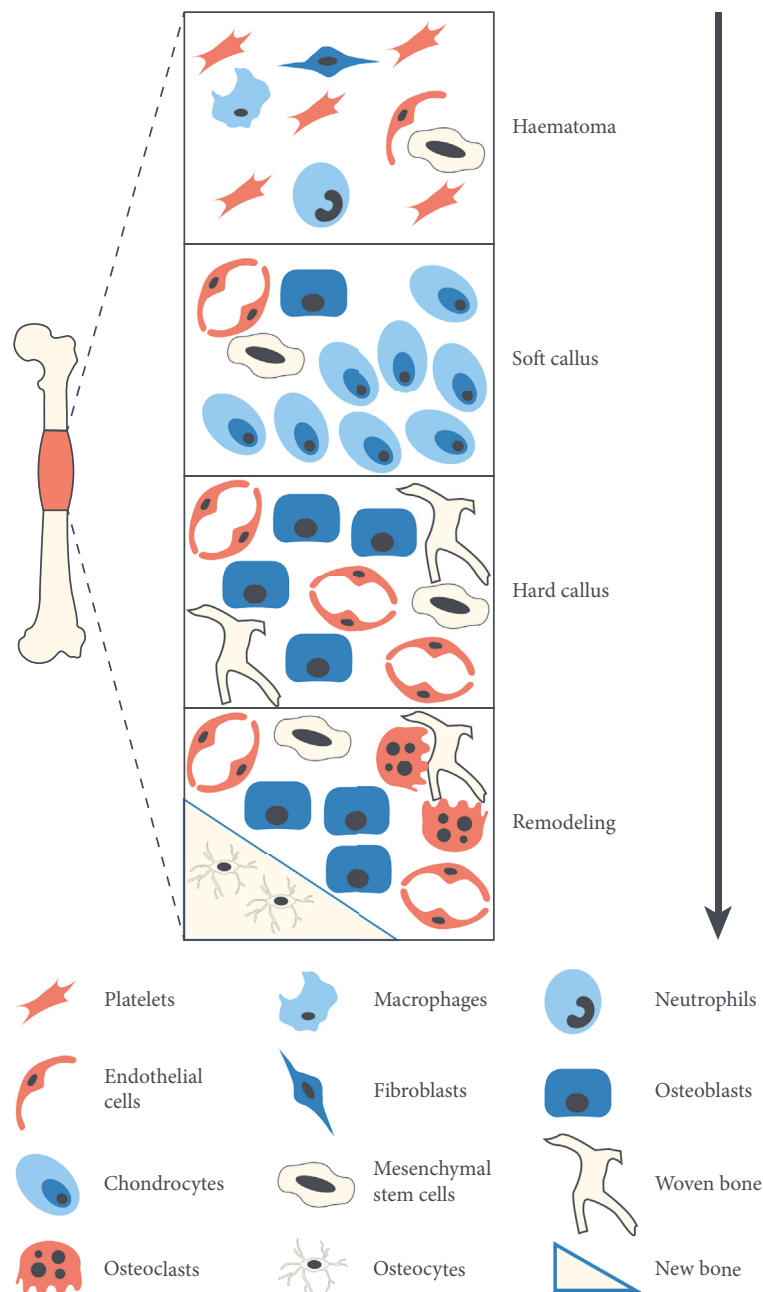 Haematoma
Soft callus
Hard callus
Remodeling
Platelets
Macrophages
Neutrophils
Endothelial
cells
Fibroblasts
Osteoblasts
Chondrocytes
Mesenchymal
stem cells
Woven bone
Osteoclasts
Osteocytes
New bone